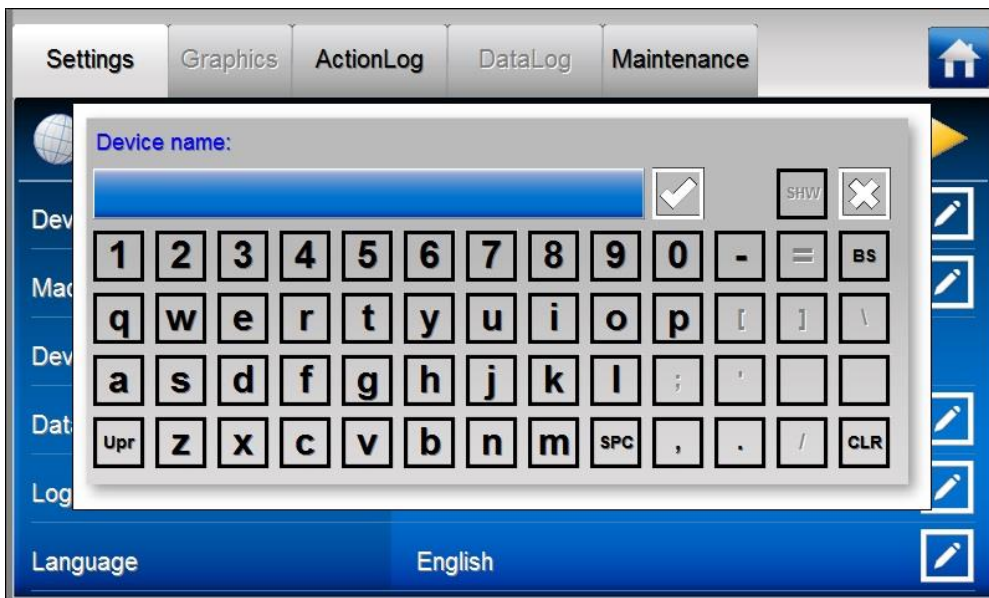 Settings Graphics ActionLog DataLog Maintenance
Device name:
SHW
1 2 3 4 5 6 7 8 9 0 - = BS
q w e r t y u i o p [ ] \
a s d f g h j k l ; '
Upr z x c v b n m SPC , . / CLR
Dev
Mac
Dev
Dat
Log
Language English